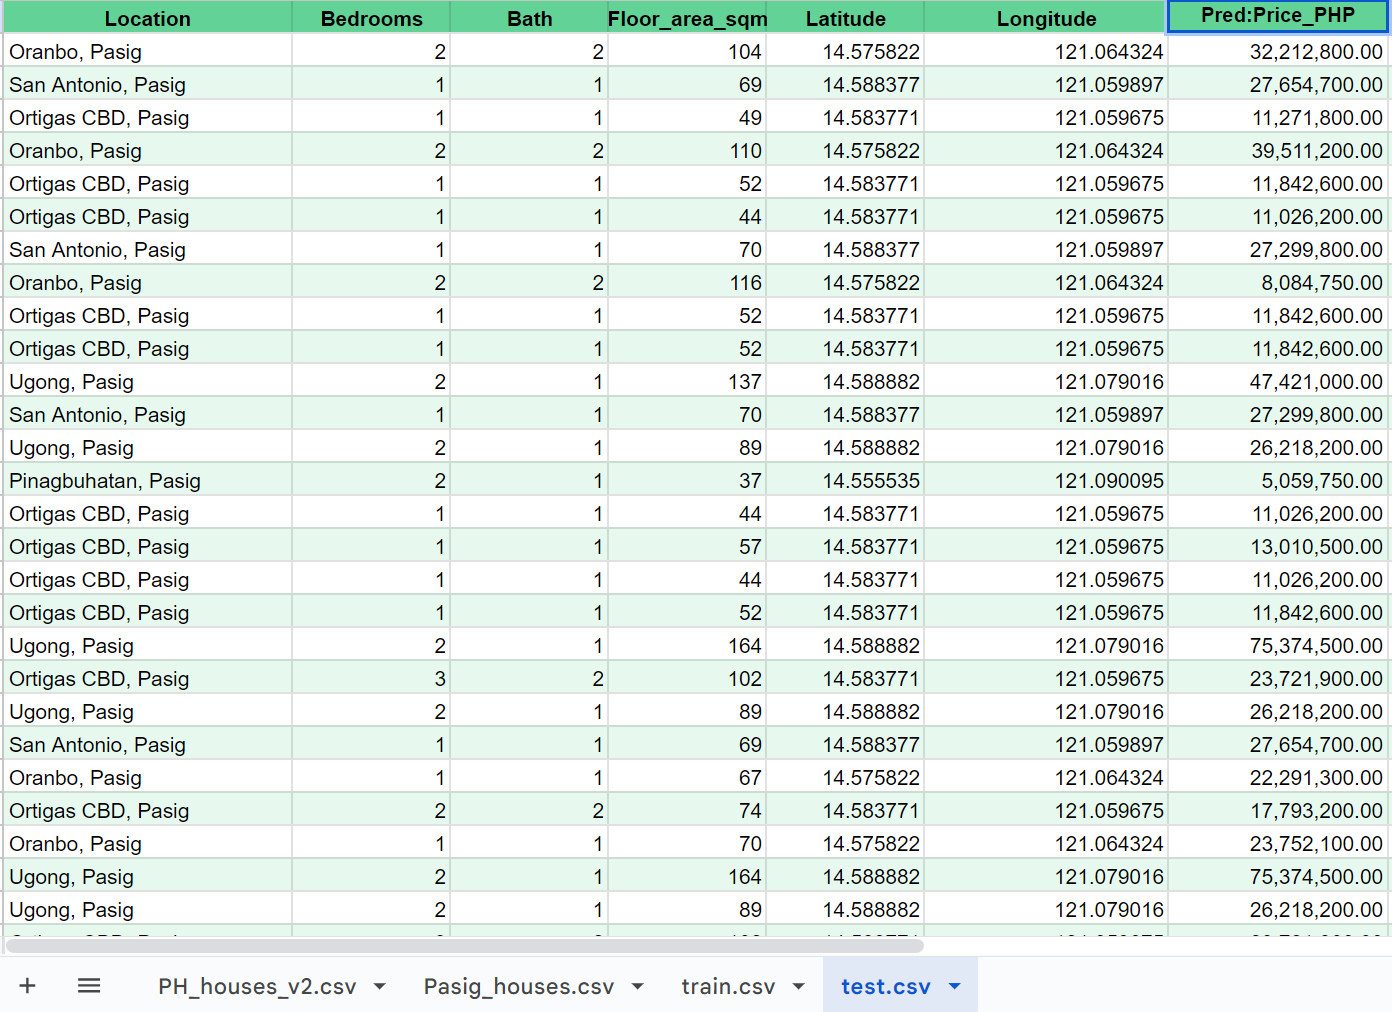 Location Bedrooms Bath Floor_area_sqm Latitude Longitude Pred:Price_PHP
Oranbo, Pasig 2 2 104 14.575822 121.064324 32,212,800.00
San Antonio, Pasig 1 1 69 14.588377 121.059897 27,654,700.00
Ortigas CBD, Pasig 1 1 49 14.583771 121.059675 11,271,800.00
Oranbo, Pasig 2 2 110 14.575822 121.064324 39,511,200.00
Ortigas CBD, Pasig 1 1 52 14.583771 121.059675 11,842,600.00
Ortigas CBD, Pasig 1 1 44 14.583771 121.059675 11,026,200.00
San Antonio, Pasig 1 1 70 14.588377 121.059897 27,299,800.00
Oranbo, Pasig 2 2 116 14.575822 121.064324 8,084,750.00
Ortigas CBD, Pasig 1 1 52 14.583771 121.059675 11,842,600.00
Ortigas CBD, Pasig 1 1 52 14.583771 121.059675 11,842,600.00
Ugong, Pasig 2 1 137 14.588882 121.079016 47,421,000.00
San Antonio, Pasig 1 1 70 14.588377 121.059897 27,299,800.00
Ugong, Pasig 2 1 89 14.588882 121.079016 26,218,200.00
Pinagbuhatan, Pasig 2 1 37 14.555535 121.090095 5,059,750.00
Ortigas CBD, Pasig 1 1 44 14.583771 121.059675 11,026,200.00
Ortigas CBD, Pasig 1 1 57 14.583771 121.059675 13,010,500.00
Ortigas CBD, Pasig 1 1 44 14.583771 121.059675 11,026,200.00
Ortigas CBD, Pasig 1 1 52 14.583771 121.059675 11,842,600.00
Ugong, Pasig 2 1 164 14.588882 121.079016 75,374,500.00
Ortigas CBD, Pasig 3 2 102 14.583771 121.059675 23,721,900.00
Ugong, Pasig 2 1 89 14.588882 121.079016 26,218,200.00
San Antonio, Pasig 1 1 69 14.588377 121.059897 27,654,700.00
Oranbo, Pasig 1 1 67 14.575822 121.064324 22,291,300.00
Ortigas CBD, Pasig 2 2 74 14.583771 121.059675 17,793,200.00
Oranbo, Pasig 1 1 70 14.575822 121.064324 23,752,100.00
Ugong, Pasig 2 1 164 14.588882 121.079016 75,374,500.00
Ugong, Pasig 2 1 89 14.588882 121.079016 26,218,200.00
PH_houses_v2.csv Pasig_houses.csv train.csv test.csv